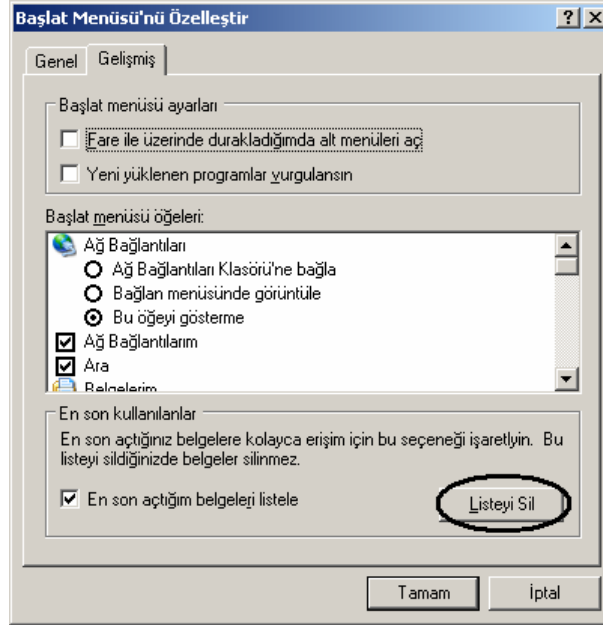 Başlat Menüsü'nü Özelleştir
Genel
Gelişmiş
Başlat menüsü ayarları
Fare ile üzerinde durakladığımda alt menüleri aç
Yeni yüklenen programlar vurgulansın
Başlat menüsü öğeleri:
Ağ Bağlantıları
Ağ Bağlantıları Klasörü'ne bağla
Bağlan menüsünde görüntüle
Bu öğeyi gösterme
Ağ Bağlantılarım
Ara
Belgelerim
En son kullanılanlar
En son açtığınız belgelere kolayca erişim için bu seçeneği işaretlyin. Bu
listeyi sildiğinizde belgeler silinmez.
En son açtığım belgeleri listele
Listeyi Sil
Tamam
İptal